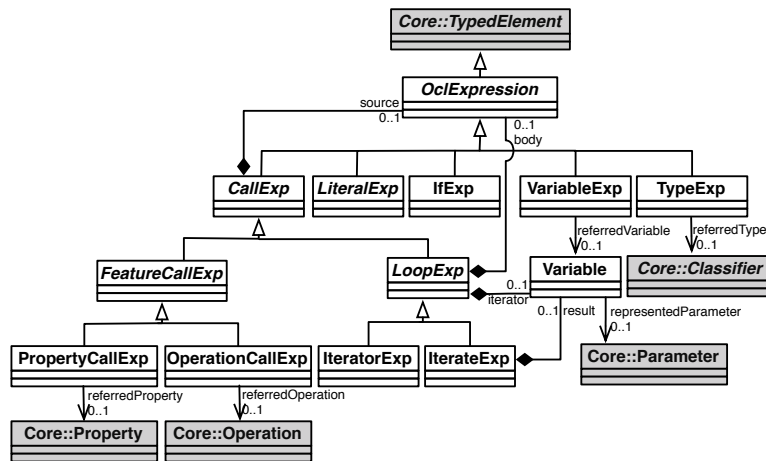 Core::TypedElement
OclExpression
source
0..1
0..1
body
CallExp
LiteralExp
IfExp
VariableExp
TypeExp
referredVariable
0..1
referredType
0..1
FeatureCallExp
LoopExp
0..1
iterator
Variable
Core::Classifier
0..1
result
representedParameter
0..1
PropertyCallExp
OperationCallExp
IteratorExp
IterateExp
Core::Parameter
referredProperty
0..1
referredOperation
0..1
Core::Property
Core::Operation